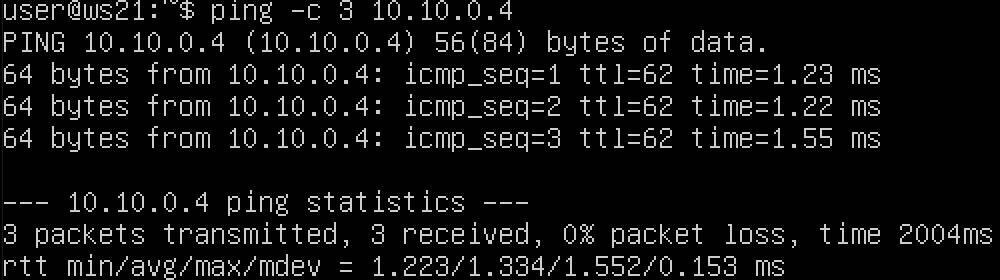 user@ws21:~$ ping -c 3 10.10.0.4
PING 10.10.0.4 (10.10.0.4) 56(84) bytes of data.
64 bytes from 10.10.0.4: icmp_seq=1 ttl=62 time=1.23 ms
64 bytes from 10.10.0.4: icmp_seq=2 ttl=62 time=1.22 ms
64 bytes from 10.10.0.4: icmp_seq=3 ttl=62 time=1.55 ms
--- 10.10.0.4 ping statistics ---
3 packets transmitted, 3 received, 0% packet loss, time 2004ms
rtt min/avg/max/mdev = 1.223/1.334/1.552/0.153 ms